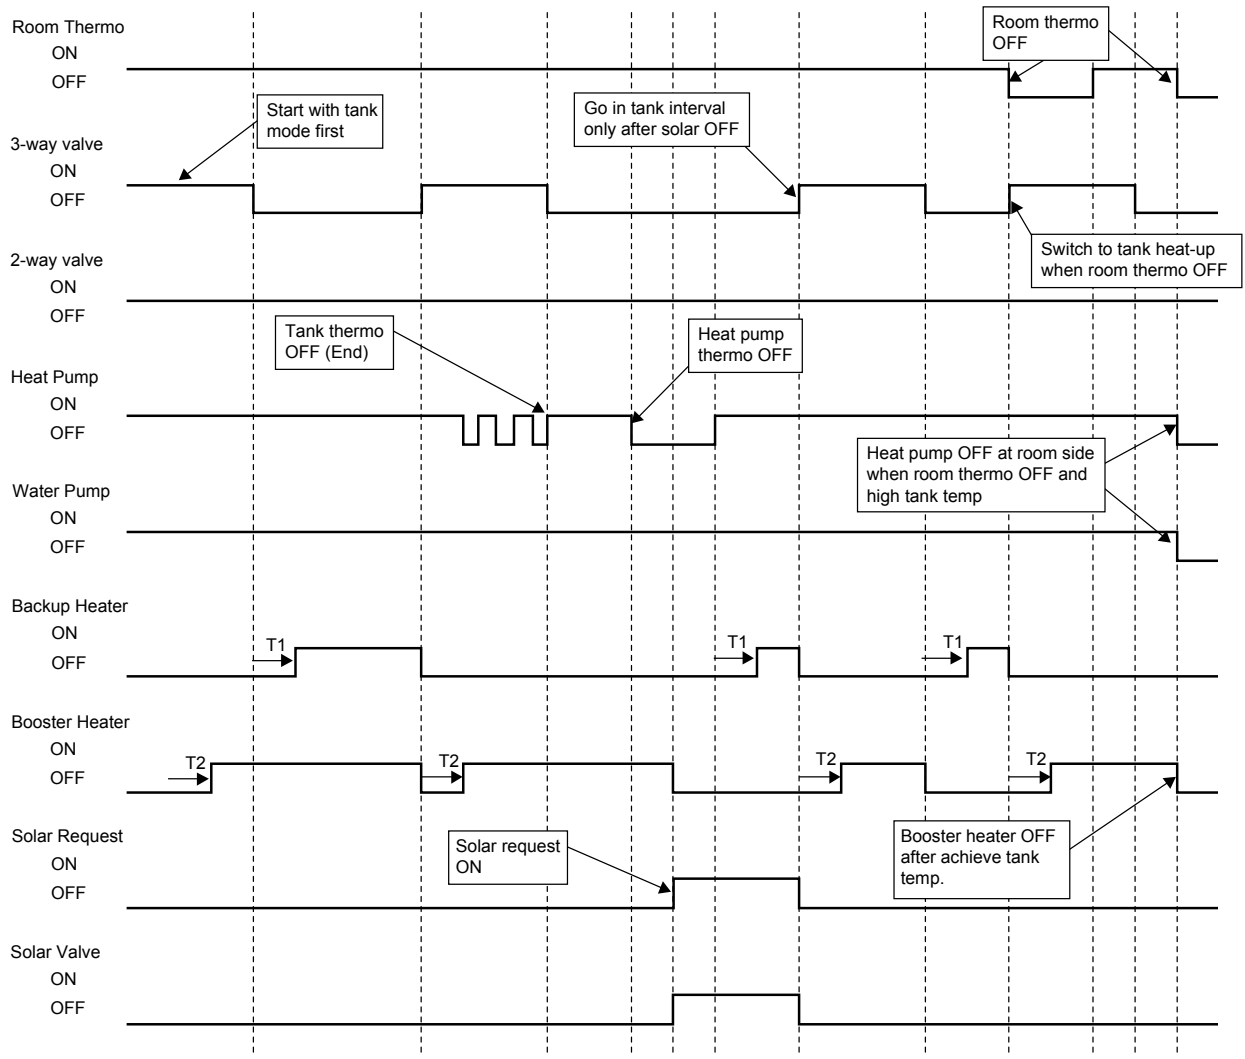 Room Thermo
ON
OFF
Room thermo
OFF
Start with tank
mode first
Go in tank interval
only after solar OFF
3-way valve
ON
OFF
Switch to tank heat-up
when room thermo OFF
2-way valve
ON
OFF
Tank thermo
OFF (End)
Heat pump
thermo OFF
Heat Pump
ON
OFF
Heat pump OFF at room side
when room thermo OFF and
high tank temp
Water Pump
ON
OFF
Backup Heater
ON
OFF
T1
T1
T1
Booster Heater
ON
OFF
T2
T2
T2
T2
Booster heater OFF
after achieve tank
temp.
Solar Request
ON
OFF
Solar request
ON
Solar Valve
ON
OFF